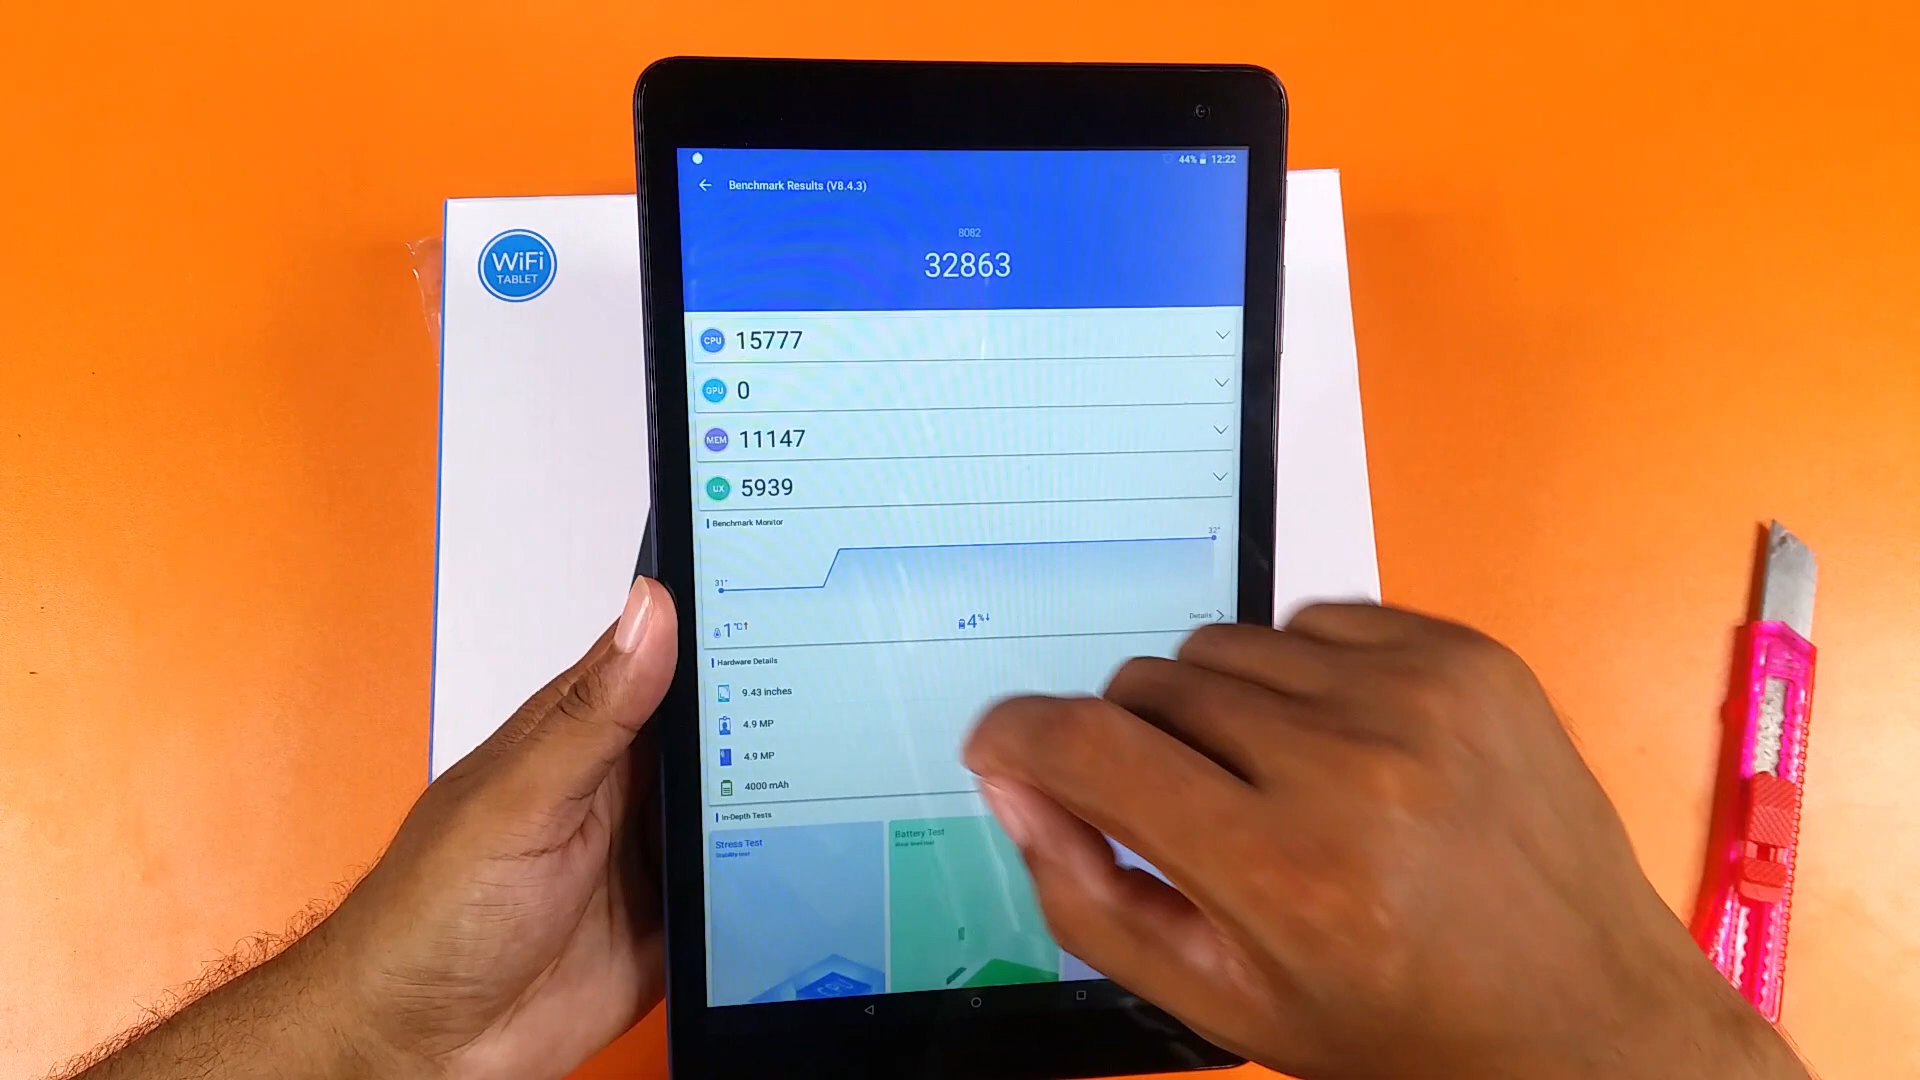 WiFi
TABLET
44% 12:22
Benchmark Results (V8.4.3)
8082
32863
CPU 15777
GPU 0
MEM 11147
UX 5939
Benchmark Monitor
32°
31°
1°C↑
4%↓
Details
Hardware Details
9.43 inches
4.9 MP
4.9 MP
4000 mAh
In-Depth Tests
Stress Test
Stability test
Battery Test